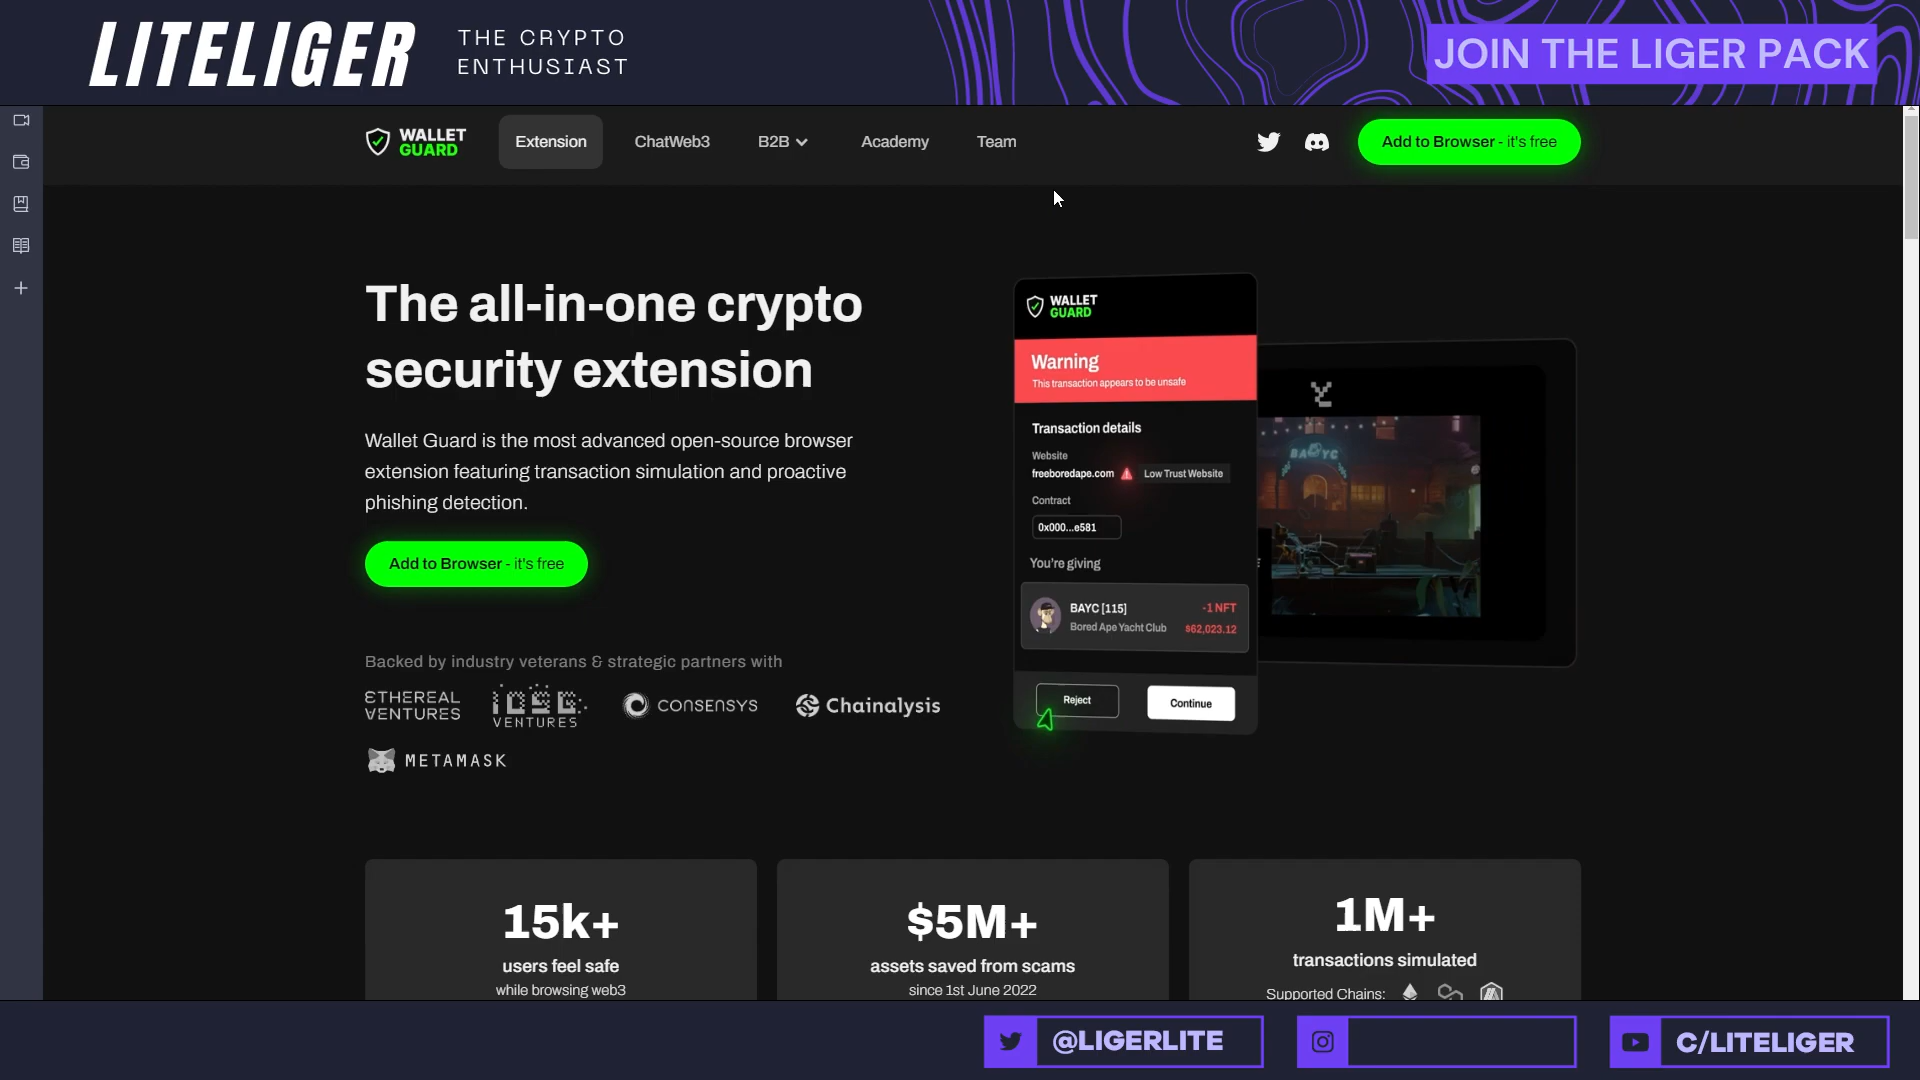 LITELIGER
THE CRYPTO
ENTHUSIAST
JOIN THE LIGER PACK
WALLET
GUARD
Extension
ChatWeb3
B2B
Academy
Team
Add to Browser - it's free
The all-in-one crypto
security extension
Wallet Guard is the most advanced open-source browser
extension featuring transaction simulation and proactive
phishing detection.
Add to Browser - it's free
Backed by industry veterans & strategic partners with
ETHEREAL
VENTURES
IOSG
VENTURES
CONSENSYS
Chainalysis
METAMASK
WALLET
GUARD
Warning
This transaction appears to be unsafe
Transaction details
Website
freeboredape.com
Low Trust Website
Contract
0x000...e581
You're giving
BAYC [115]
-1 NFT
Bored Ape Yacht Club
$62,023.12
Reject
Continue
BAYC
15k+
users feel safe
while browsing web3
$5M+
assets saved from scams
since 1st June 2022
1M+
transactions simulated
Supported Chains:
@LIGERLITE
C/LITELIGER